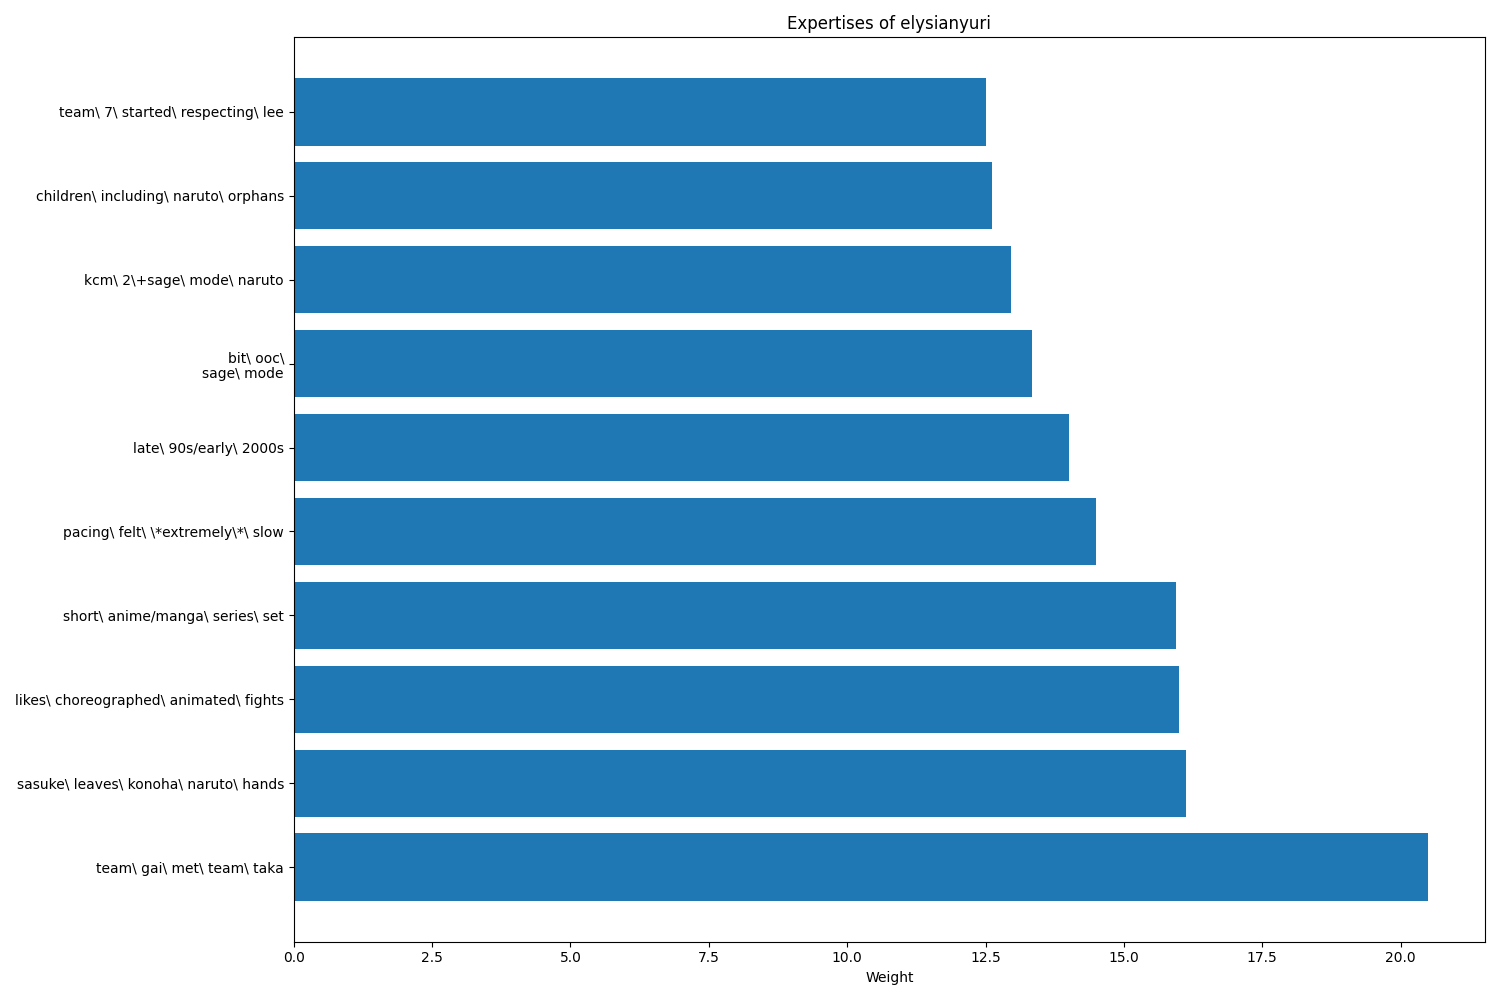 Expertises of elysianyuri
team\ 7\ started\ respecting\ lee
children\ including\ naruto\ orphans
kcm\ 2\+sage\ mode\ naruto
bit\ ooc\
sage\ mode
late\ 90s/early\ 2000s
pacing\ felt\ \*extremely\*\ slow
short\ anime/manga\ series\ set
likes\ choreographed\ animated\ fights
sasuke\ leaves\ konoha\ naruto\ hands
team\ gai\ met\ team\ taka
0.0 2.5 5.0 7.5 10.0 12.5 15.0 17.5 20.0
Weight